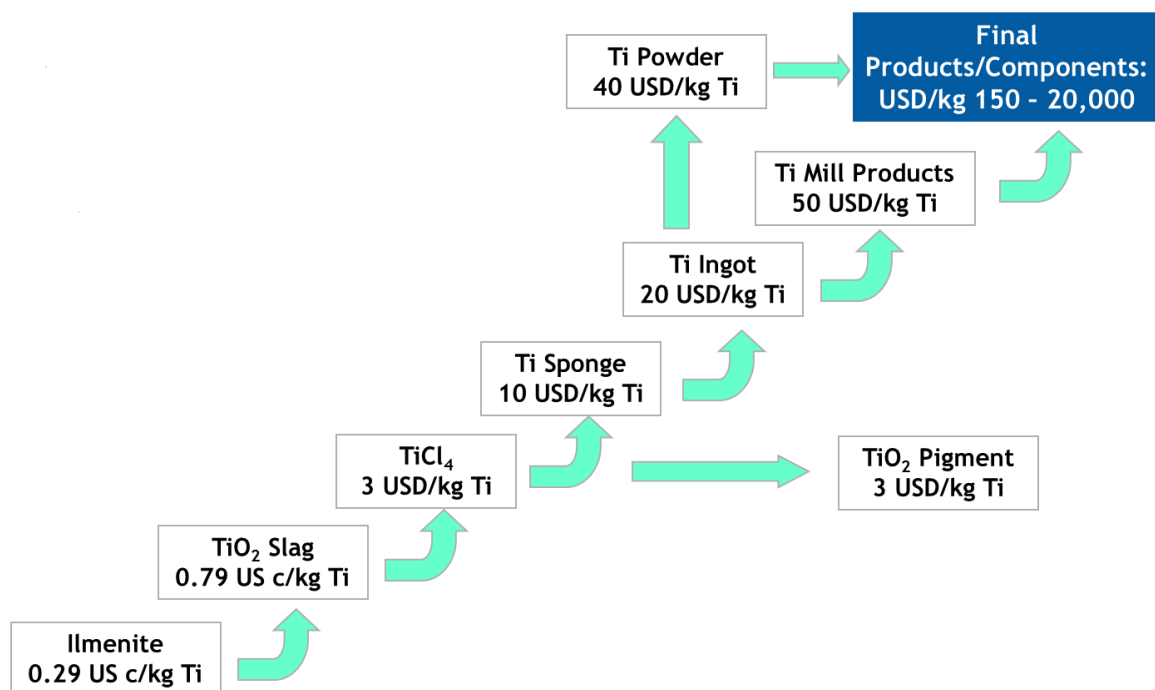 Ti Powder
40 USD/kg Ti
Final
Products/Components:
USD/kg 150 – 20,000
Ti Mill Products
50 USD/kg Ti
Ti Ingot
20 USD/kg Ti
Ti Sponge
10 USD/kg Ti
TiCl₄
3 USD/kg Ti
TiO₂ Pigment
3 USD/kg Ti
TiO₂ Slag
0.79 US c/kg Ti
Ilmenite
0.29 US c/kg Ti